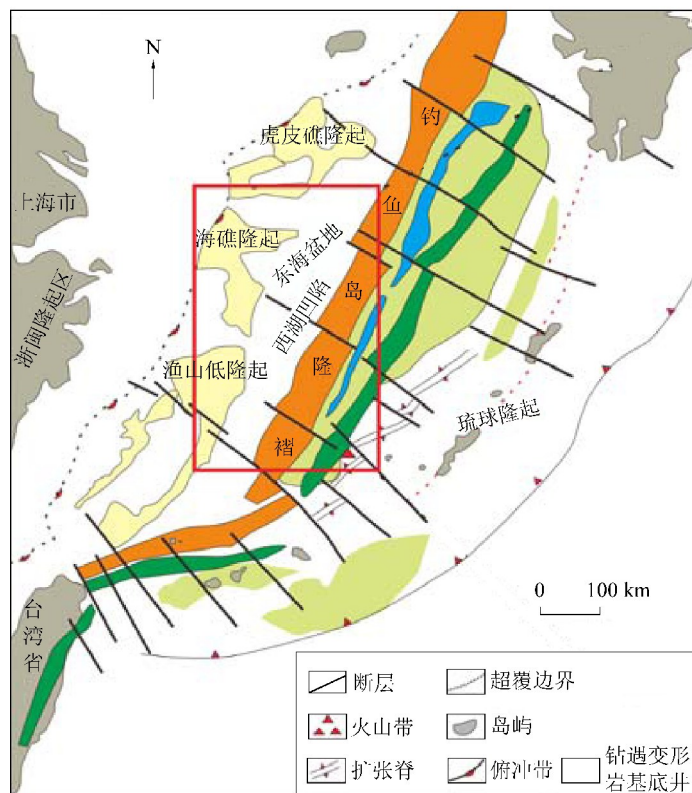 N
钓鱼岛隆褶
虎皮礁隆起
上海市
海礁隆起
东海盆地
西湖凹陷
浙闽隆起区
渔山低隆起
琉球隆起
0 100 km
台湾省
断层
超覆边界
火山带
岛屿
扩张脊
俯冲带
钻遇变形
岩基底井